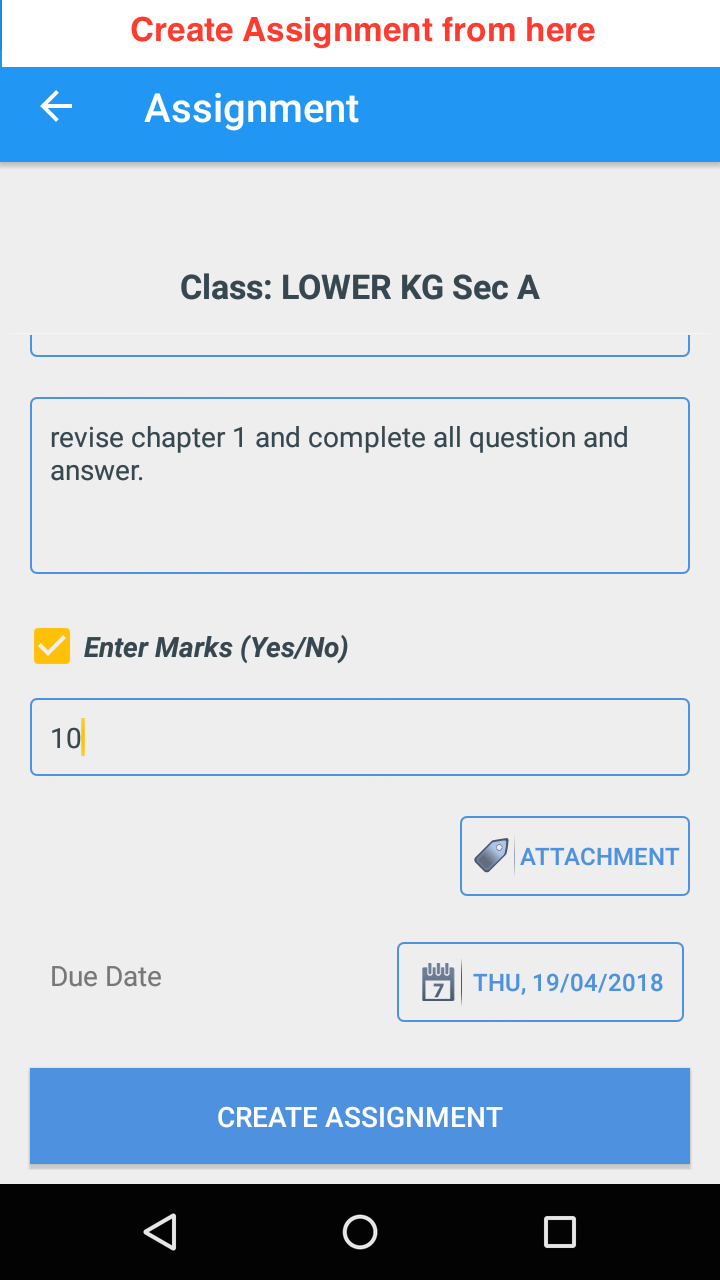 Create Assignment from here
Assignment
Class: LOWER KG Sec A
revise chapter 1 and complete all question and
answer.
Enter Marks (Yes/No)
10
ATTACHMENT
Due Date
7
THU, 19/04/2018
CREATE ASSIGNMENT